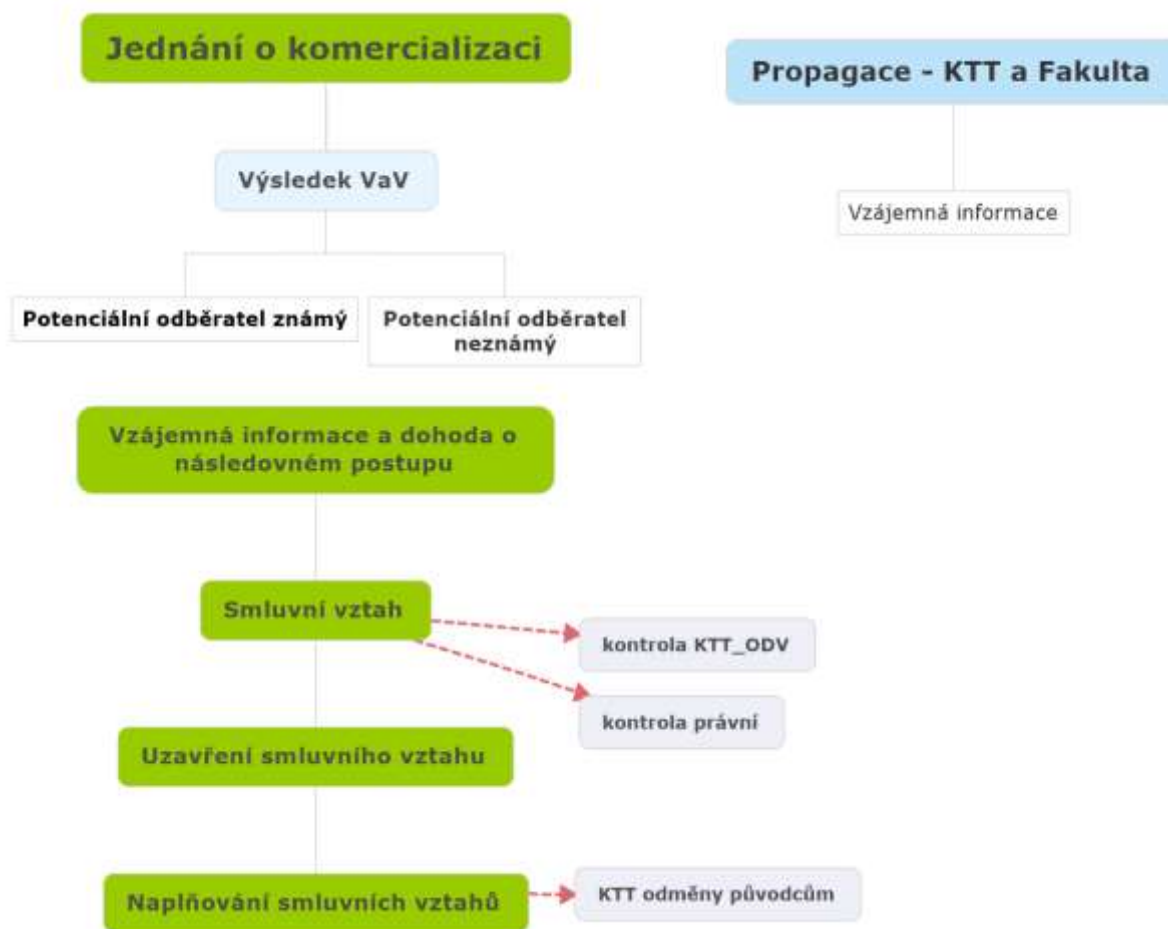 Jednání o komercializaci
Propagace - KTT a Fakulta
Výsledek VaV
Vzájemná informace
Potenciální odběratel známý
Potenciální odběratel
neznámý
Vzájemná informace a dohoda o
následovném postupu
Smluvní vztah
kontrola KTT_ODV
kontrola právní
Uzavření smluvního vztahu
Naplňování smluvních vztahů
KTT odměny původcům